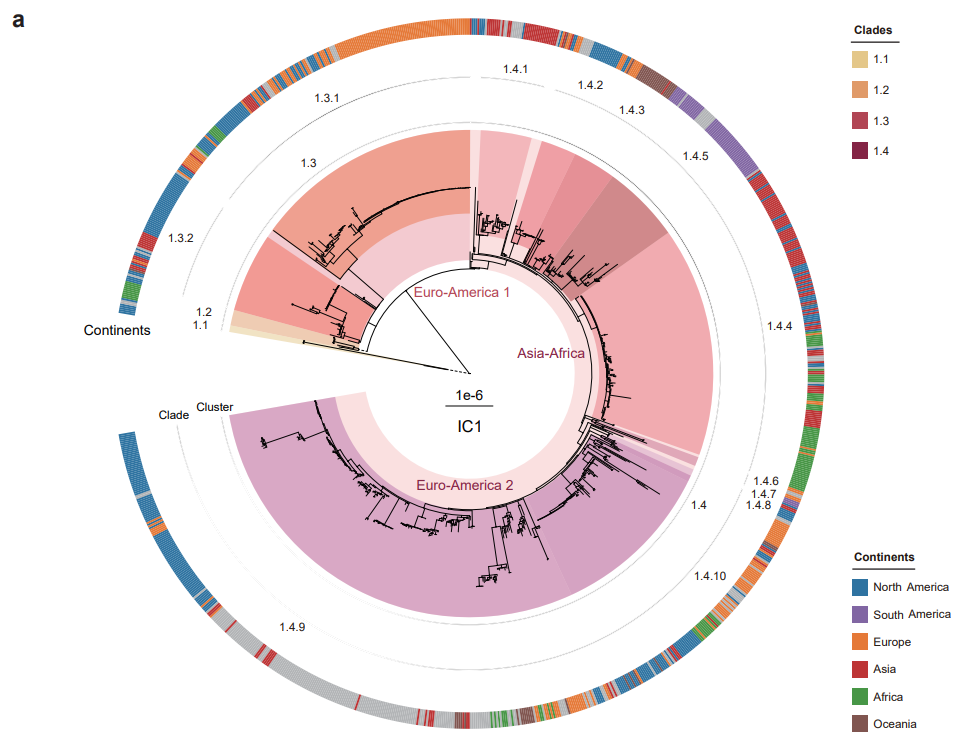 a
Clades
1.1
1.2
1.3
1.4
1.4.1
1.4.2
1.4.3
1.4.5
1.4.4
1.4.6
1.4.7
1.4.8
1.4
1.4.10
1.4.9
1.3.1
1.3
1.3.2
1.2
1.1
Continents
Clade
Cluster
Euro-America 1
Asia-Africa
1e-6
IC1
Euro-America 2
Continents
North America
South America
Europe
Asia
Africa
Oceania